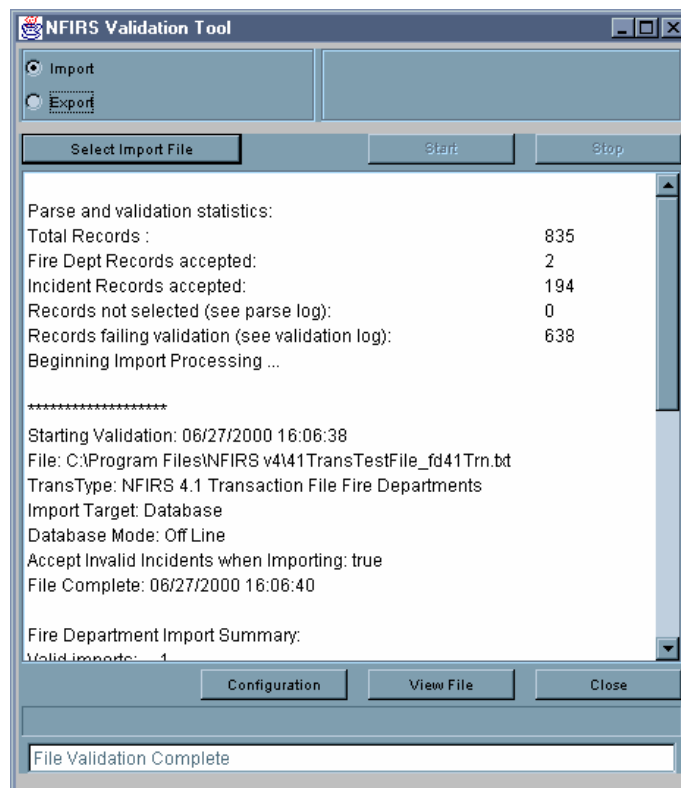 NFIRS Validation Tool
Import
Export
Select Import File Start Stop
Parse and validation statistics:
Total Records : 835
Fire Dept Records accepted: 2
Incident Records accepted: 194
Records not selected (see parse log): 0
Records failing validation (see validation log): 638
Beginning Import Processing ...
*******************
Starting Validation: 06/27/2000 16:06:38
File: C:\Program Files\NFIRS v4\41TransTestFile_fd41Trn.txt
TransType: NFIRS 4.1 Transaction File Fire Departments
Import Target: Database
Database Mode: Off Line
Accept Invalid Incidents when Importing: true
File Complete: 06/27/2000 16:06:40
Fire Department Import Summary:
Valid imports: 1
Configuration View File Close
File Validation Complete